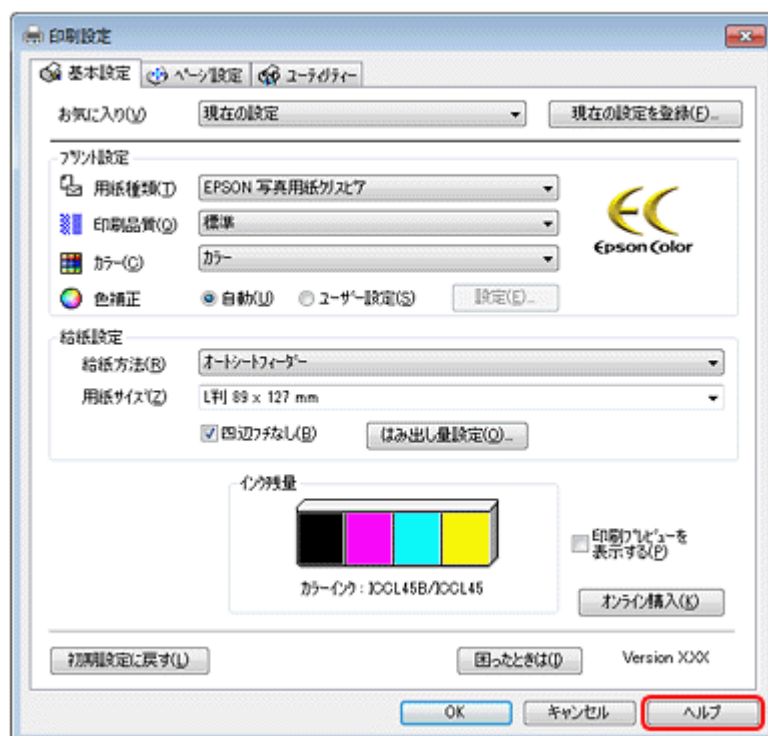 印刷設定
基本設定 ページ設定 ユーティリティー
お気に入り(V) 現在の設定 現在の設定を登録(F)...
プリント設定
用紙種類(T) EPSON 写真用紙クリスピア
印刷品質(Q) 標準
カラー(C) カラー
EC
Epson Color
色補正 自動(U) ユーザー設定(S) 設定(E)...
給紙設定
給紙方法(R) オートシートフィーダー
用紙サイズ(Z) L判 89 x 127 mm
四辺フチなし(B) はみ出し量設定(O)...
インク残量
カラーインク : ICCL45B/ICCL45
印刷プレビューを
表示する(P)
オンライン購入(K)
初期設定に戻す(L) 困ったときは(I) Version X.XX
OK キャンセル ヘルプ